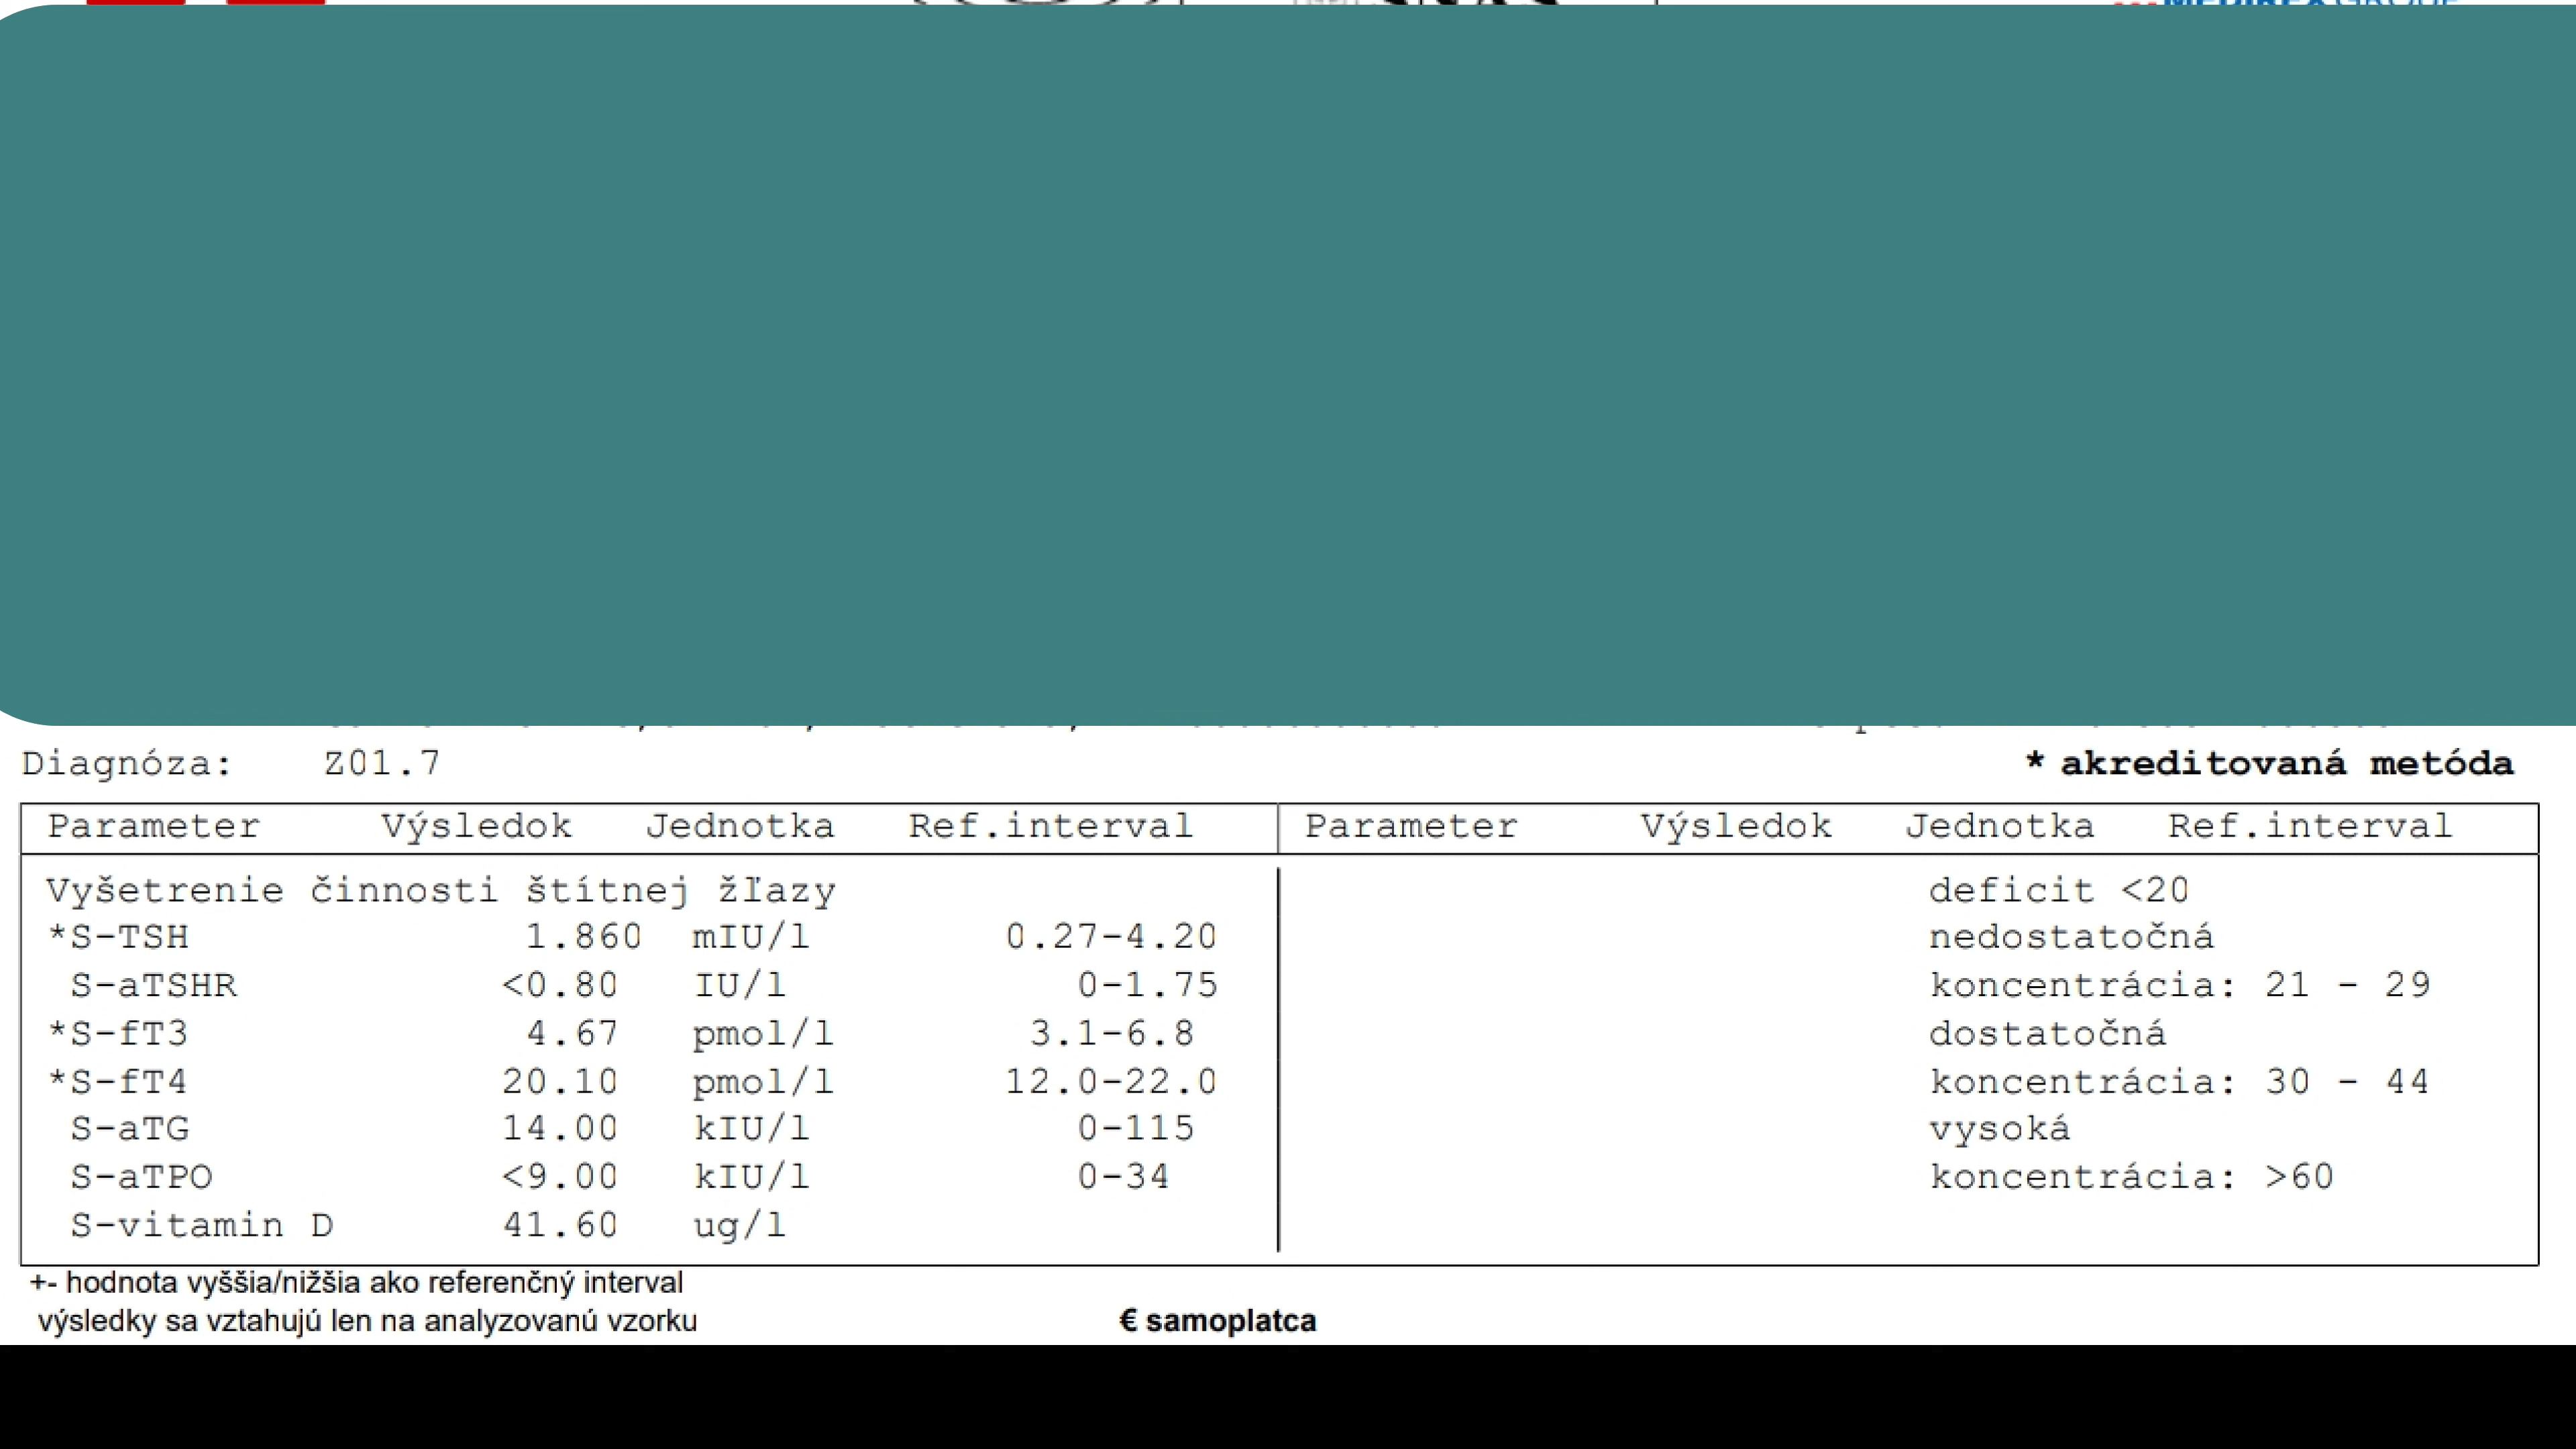 Diagnóza: Z01.7 * akreditovaná metóda
Parameter Výsledok Jednotka Ref.interval Parameter Výsledok Jednotka Ref.interval
Vyšetrenie činnosti štítnej žľazy
*S-TSH 1.860 mIU/l 0.27-4.20
S-aTSHR <0.80 IU/l 0-1.75
*S-fT3 4.67 pmol/l 3.1-6.8
*S-fT4 20.10 pmol/l 12.0-22.0
S-aTG 14.00 kIU/l 0-115
S-aTPO <9.00 kIU/l 0-34
S-vitamin D 41.60 ug/l
deficit <20
nedostatočná
koncentrácia: 21 - 29
dostatočná
koncentrácia: 30 - 44
vysoká
koncentrácia: >60
+- hodnota vyššia/nižšia ako referenčný interval
výsledky sa vztahujú len na analyzovanú vzorku
€ samoplatca